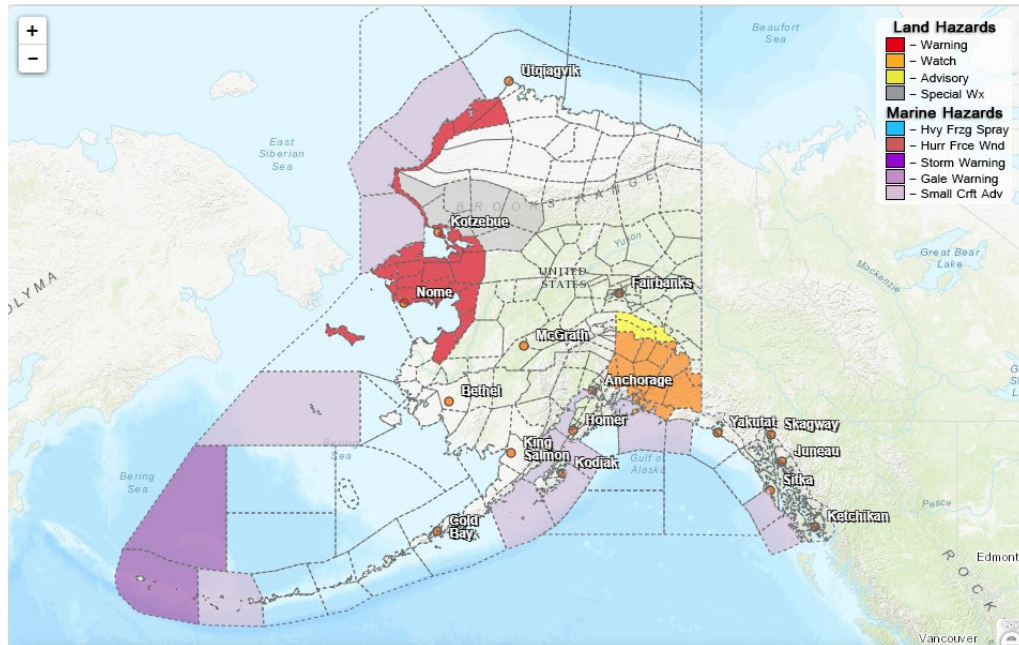 +
−
Beaufort
Sea
Land Hazards
– Warning
– Watch
– Advisory
– Special Wx
Marine Hazards
– Hvy Frzg Spray
– Hurr Frce Wnd
– Storm Warning
– Gale Warning
– Small Crft Adv
Utqiagvik
East
Siberian
Sea
BROOKS RANGE
Kotzebue
Yukon
Great Bear
Lake
Mackenzie
OLYMA
UNITED
STATES
Fairbanks
Nome
McGrath
Anchorage
Bethel
Homer
Yakutat
Skagway
King
Salmon
Kodiak
Gulf of
Alaska
Juneau
Sitka
Bering
Sea
Sea
Cold
Bay
Ketchikan
Peace
Edmont
ROCK
Vancouver